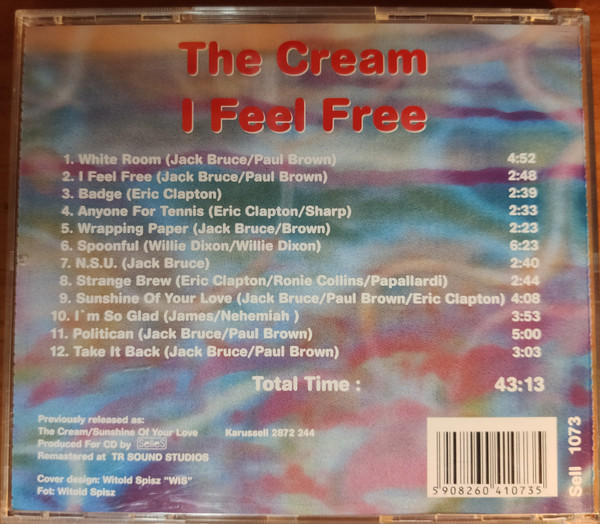 The Cream
I Feel Free
1. White Room (Jack Bruce/Paul Brown) 4:52
2. I Feel Free (Jack Bruce/Paul Brown) 2:48
3. Badge (Eric Clapton) 2:39
4. Anyone For Tennis (Eric Clapton/Sharp) 2:33
5. Wrapping Paper (Jack Bruce/Brown) 2:23
6. Spoonful (Willie Dixon/Willie Dixon) 6:23
7. N.S.U. (Jack Bruce) 2:40
8. Strange Brew (Eric Clapton/Ronie Collins/Papallardi) 2:44
9. Sunshine Of Your Love (Jack Bruce/Paul Brown/Eric Clapton) 4:08
10. I`m So Glad (James/Nehemiah ) 3:53
11. Politican (Jack Bruce/Paul Brown) 5:00
12. Take It Back (Jack Bruce/Paul Brown) 3:03
Total Time : 43:13
Previously released as:
The Cream/Sunshine Of Your Love Karussell 2872 244
Produced For CD by SelleS
Remastered at TR SOUND STUDIOS
Cover design: Witold Spisz "WIS"
Fot: Witold Spisz
5 908260 410735
Sell 1073